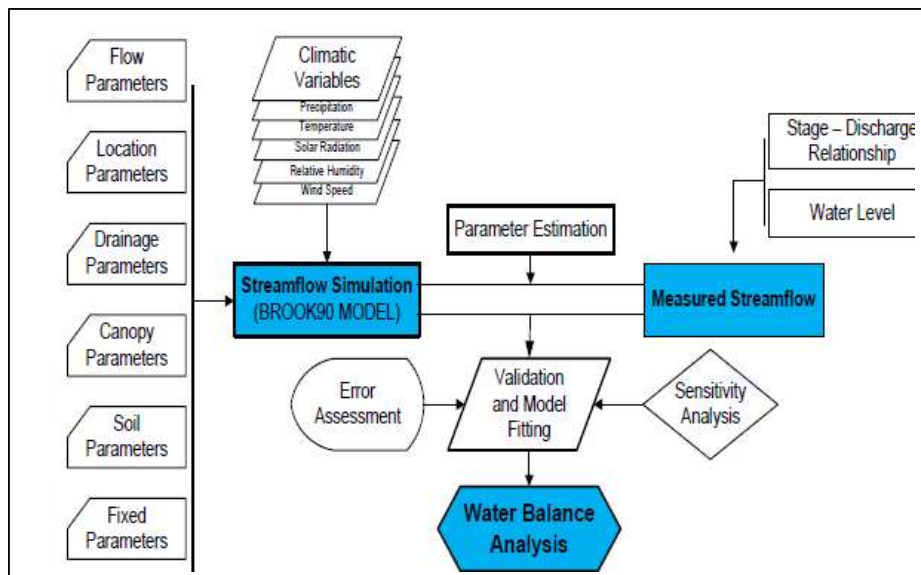 Flow
Parameters
Location
Parameters
Drainage
Parameters
Canopy
Parameters
Soil
Parameters
Fixed
Parameters
Climatic
Variables
Precipitation
Temperature
Solar Radiation
Relative Humidity
Wind Speed
Streamflow Simulation
(BROOK90 MODEL)
Parameter Estimation
Measured Streamflow
Stage – Discharge
Relationship
Water Level
Error
Assessment
Validation
and Model
Fitting
Sensitivity
Analysis
Water Balance
Analysis